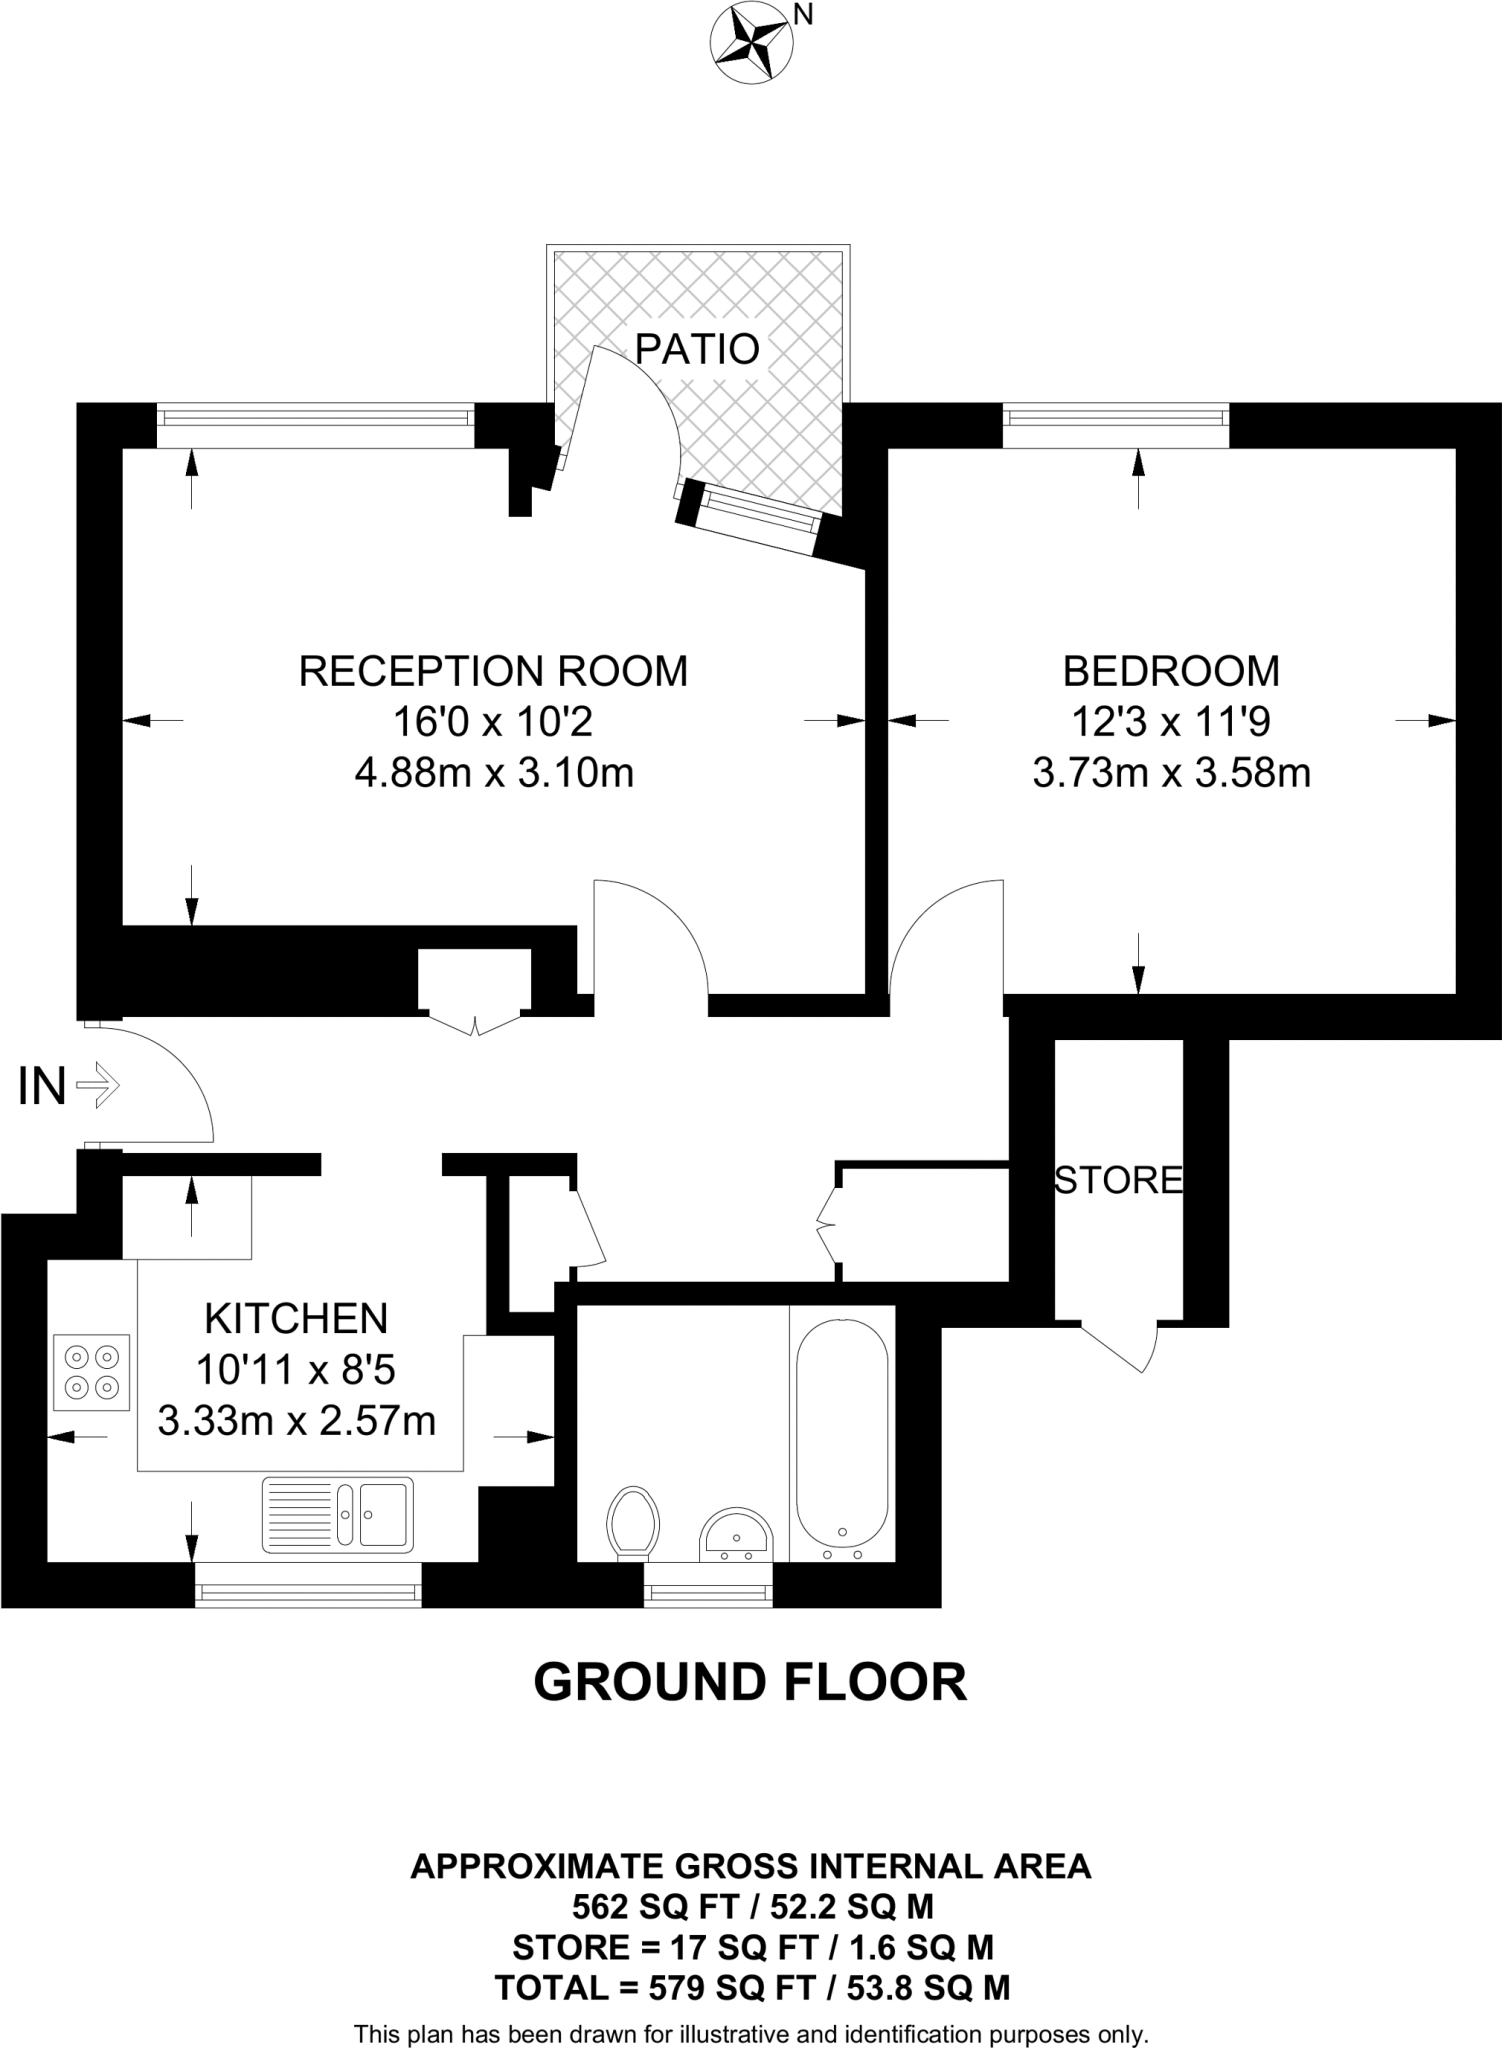 N
PATIO
RECEPTION ROOM
16'0 x 10'2
4.88m x 3.10m
BEDROOM
12'3 x 11'9
3.73m x 3.58m
IN
STORE
KITCHEN
10'11 x 8'5
3.33m x 2.57m
GROUND FLOOR
APPROXIMATE GROSS INTERNAL AREA
562 SQ FT / 52.2 SQ M
STORE = 17 SQ FT / 1.6 SQ M
TOTAL = 579 SQ FT / 53.8 SQ M
This plan has been drawn for illustrative and identification purposes only.